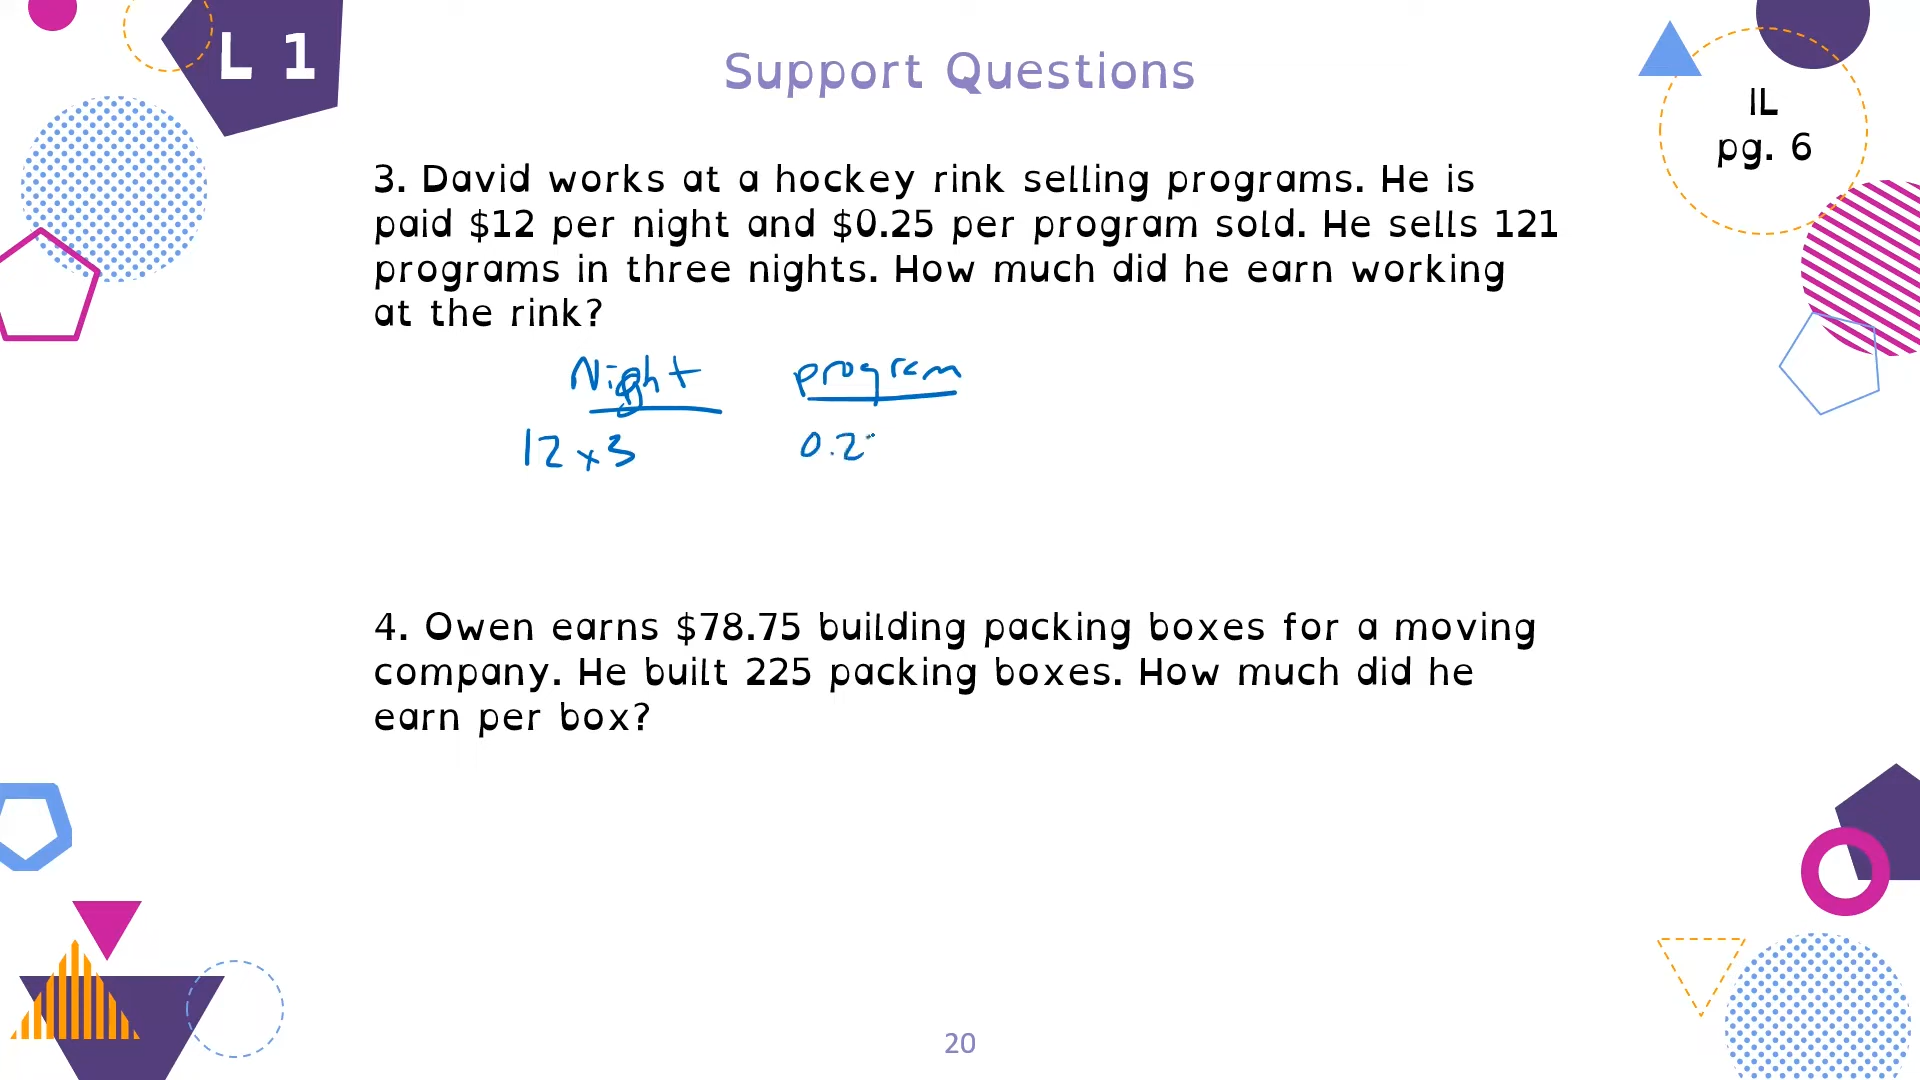 L 1
Support Questions
IL
pg. 6
3. David works at a hockey rink selling programs. He is
paid $12 per night and $0.25 per program sold. He sells 121
programs in three nights. How much did he earn working
at the rink?
Night program
12 x 3 0.2
4. Owen earns $78.75 building packing boxes for a moving
company. He built 225 packing boxes. How much did he
earn per box?
20